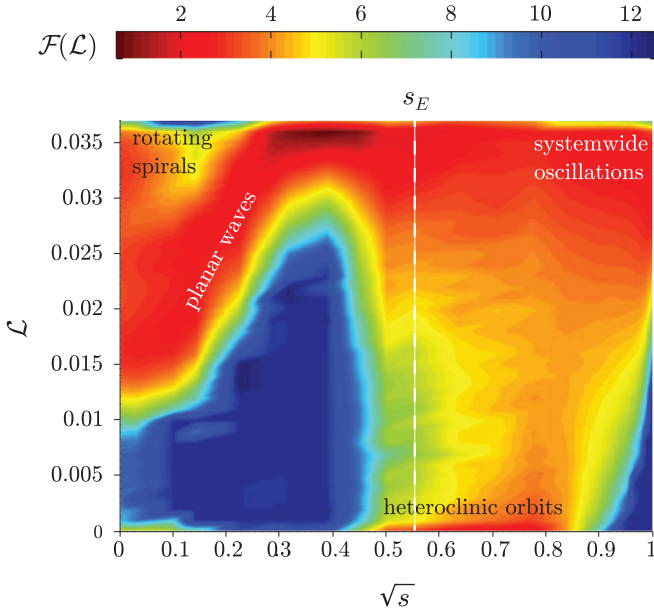 2 4 6 8 10 12
F(ℒ)
s_E
0.035
0.03
0.025
0.02
0.015
0.01
0.005
0
ℒ
rotating
spirals
planar waves
systemwide
oscillations
heteroclinic orbits
0 0.1 0.2 0.3 0.4 0.5 0.6 0.7 0.8 0.9 1
√s